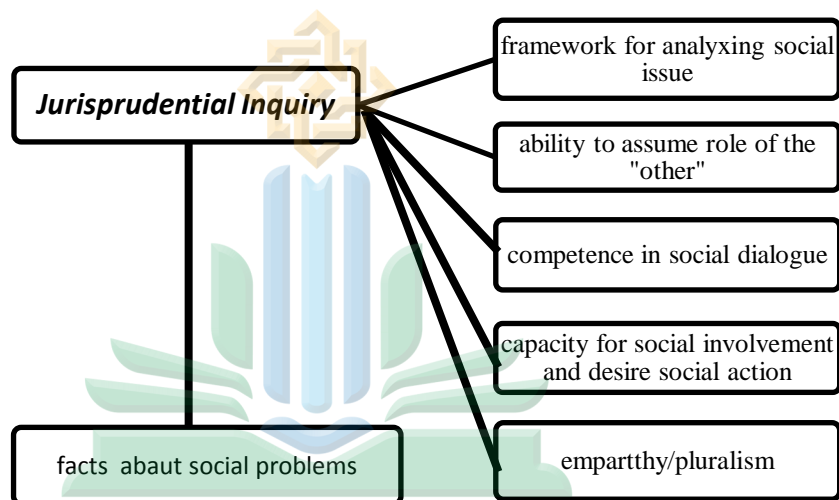 Jurisprudential Inquiry
framework for analyxing social
issue
ability to assume role of the
"other"
competence in social dialogue
capacity for social involvement
and desire social action
empartthy/pluralism
facts abaut social problems